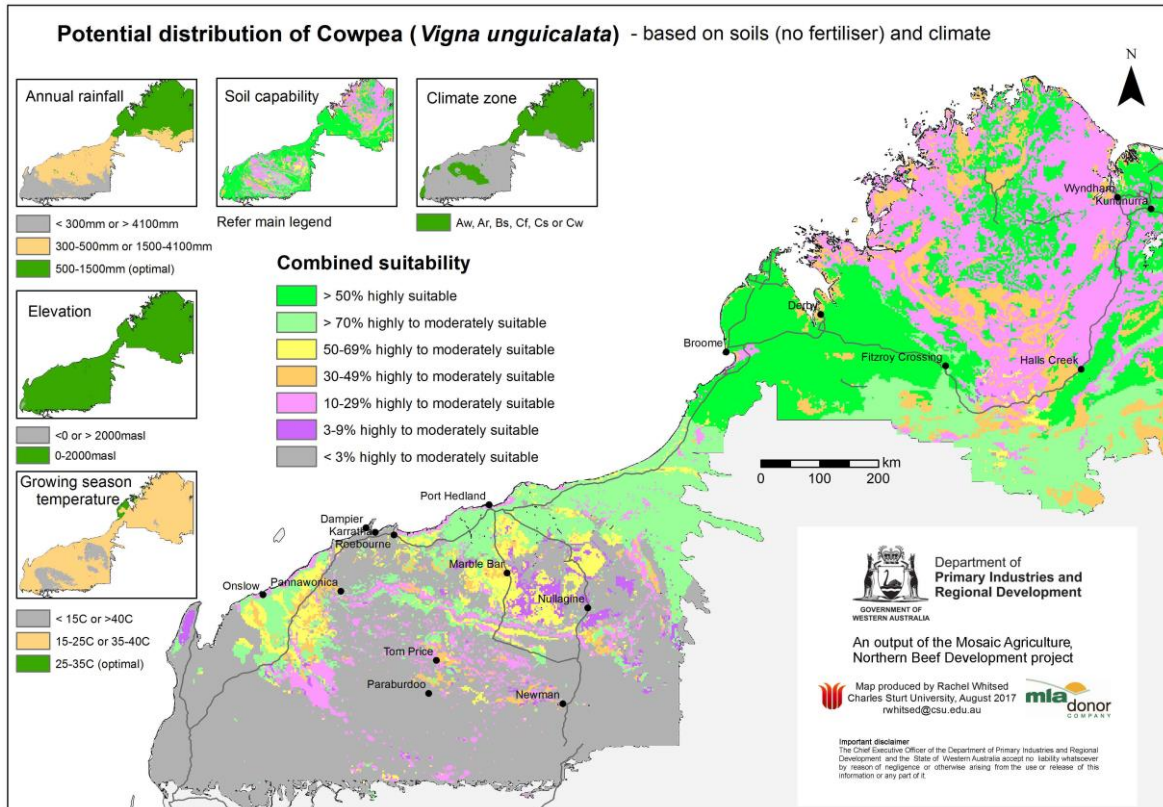 Potential distribution of Cowpea (Vigna unguicalata) - based on soils (no fertiliser) and climate
Annual rainfall
< 300mm or > 4100mm
300-500mm or 1500-4100mm
500-1500mm (optimal)
Soil capability
Refer main legend
Climate zone
Aw, Ar, Bs, Cf, Cs or Cw
Elevation
<0 or > 2000masl
0-2000masl
Growing season
temperature
< 15C or >40C
15-25C or 35-40C
25-35C (optimal)
Combined suitability
> 50% highly suitable
> 70% highly to moderately suitable
50-69% highly to moderately suitable
30-49% highly to moderately suitable
10-29% highly to moderately suitable
3-9% highly to moderately suitable
< 3% highly to moderately suitable
N
Wyndham
Kununurra
Derby
Broome
Fitzroy Crossing
Halls Creek
0 50 100 200 km
Port Hedland
Dampier
Karratha
Roebourne
Marble Bar
Onslow
Pannawonica
Nullagine
Tom Price
Paraburdoo
Newman
GOVERNMENT OF
WESTERN AUSTRALIA
Department of
Primary Industries and
Regional Development
An output of the Mosaic Agriculture,
Northern Beef Development project
Map produced by Rachel Whitsed
Charles Sturt University, August 2017
rwhitsed@csu.edu.au
mla
donor
COMPANY
Important disclaimer
The Chief Executive Officer of the Department of Primary Industries and Regional
Development and the State of Western Australia accept no liability whatsoever
by reason of negligence or otherwise arising from the use or release of this
information or any part of it